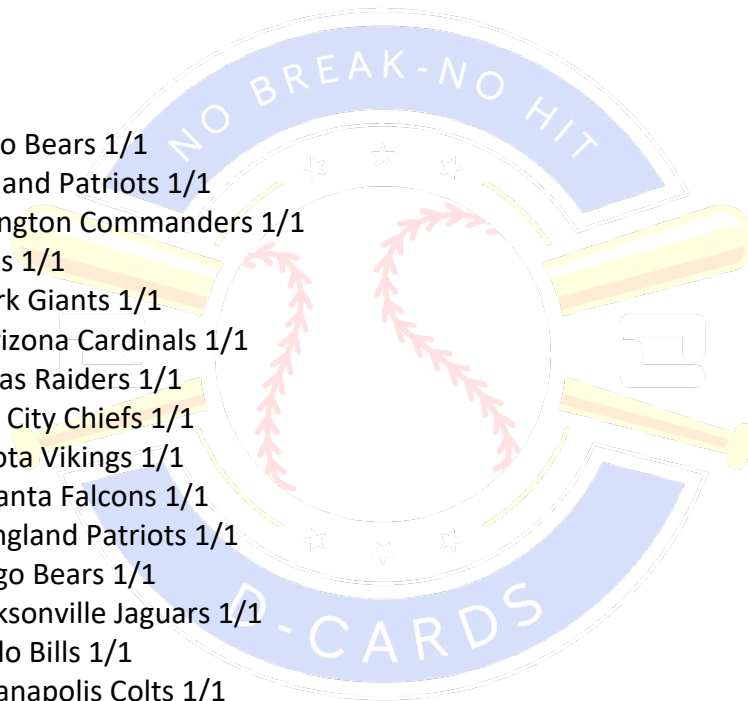 NO BREAK-NO HIT
o Bears 1/1
and Patriots 1/1
ngton Commanders 1/1
s 1/1
rk Giants 1/1
rizona Cardinals 1/1
as Raiders 1/1
City Chiefs 1/1
ota Vikings 1/1
anta Falcons 1/1
ngland Patriots 1/1
go Bears 1/1
cksonville Jaguars 1/1
lo Bills 1/1
anapolis Colts 1/1
D-CARDS